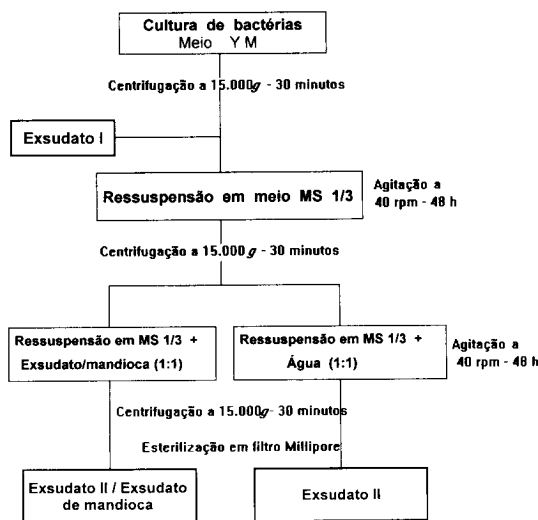 Cultura de bactérias
Meio Y M
Centrifugação a 15.000g - 30 minutos
Exsudato I
Ressuspensão em meio MS 1/3
Agitação a
40 rpm - 48 h
Centrifugação a 15.000g - 30 minutos
Ressuspensão em MS 1/3 +
Exsudato/mandioca (1:1)
Ressuspensão em MS 1/3 +
Água (1:1)
Agitação a
40 rpm - 48 h
Centrifugação a 15.000g- 30 minutos
Esterilização em filtro Millipore
Exsudato II / Exsudato
de mandioca
Exsudato II